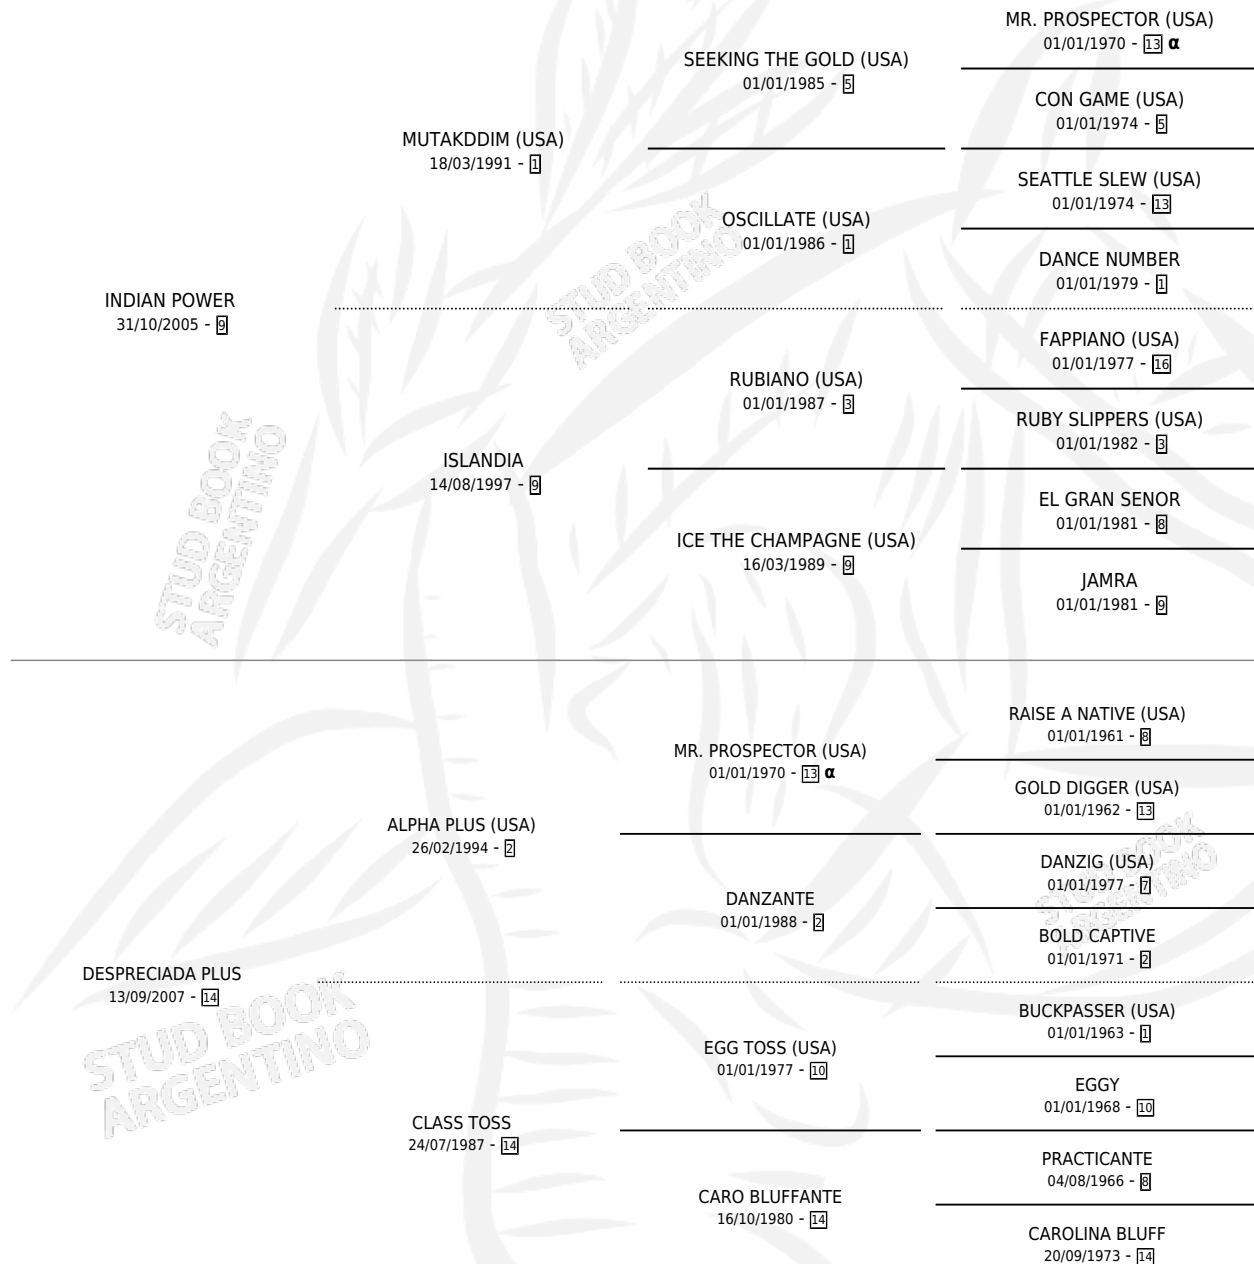 MR. PROSPECTOR (USA)
01/01/1970 - 13 α
SEEKING THE GOLD (USA)
01/01/1985 - 5
CON GAME (USA)
01/01/1974 - 5
MUTAKDDIM (USA)
18/03/1991 - 1
SEATTLE SLEW (USA)
01/01/1974 - 13
OSCILLATE (USA)
01/01/1986 - 1
DANCE NUMBER
01/01/1979 - 1
STUD BOOK
ARGENTINO
INDIAN POWER
31/10/2005 - 9
FAPPIANO (USA)
01/01/1977 - 16
RUBIANO (USA)
01/01/1987 - 3
RUBY SLIPPERS (USA)
01/01/1982 - 3
ISLANDIA
14/08/1997 - 9
EL GRAN SENOR
01/01/1981 - 8
ICE THE CHAMPAGNE (USA)
16/03/1989 - 9
JAMRA
01/01/1981 - 9
STUD BOOK
ARGENTINO
RAISE A NATIVE (USA)
01/01/1961 - 8
MR. PROSPECTOR (USA)
01/01/1970 - 13 α
GOLD DIGGER (USA)
01/01/1962 - 13
ALPHA PLUS (USA)
26/02/1994 - 2
DANZIG (USA)
01/01/1977 - 7
DANZANTE
01/01/1988 - 2
BOLD CAPTIVE
01/01/1971 - 2
STUD BOOK
ARGENTINO
DESPRECIADA PLUS
13/09/2007 - 14
BUCKPASSER (USA)
01/01/1963 - 1
EGG TOSS (USA)
01/01/1977 - 10
EGGY
01/01/1968 - 10
CLASS TOSS
24/07/1987 - 14
PRACTICANTE
04/08/1966 - 8
CARO BLUFFANTE
16/10/1980 - 14
CAROLINA BLUFF
20/09/1973 - 14
STUD BOOK
ARGENTINO